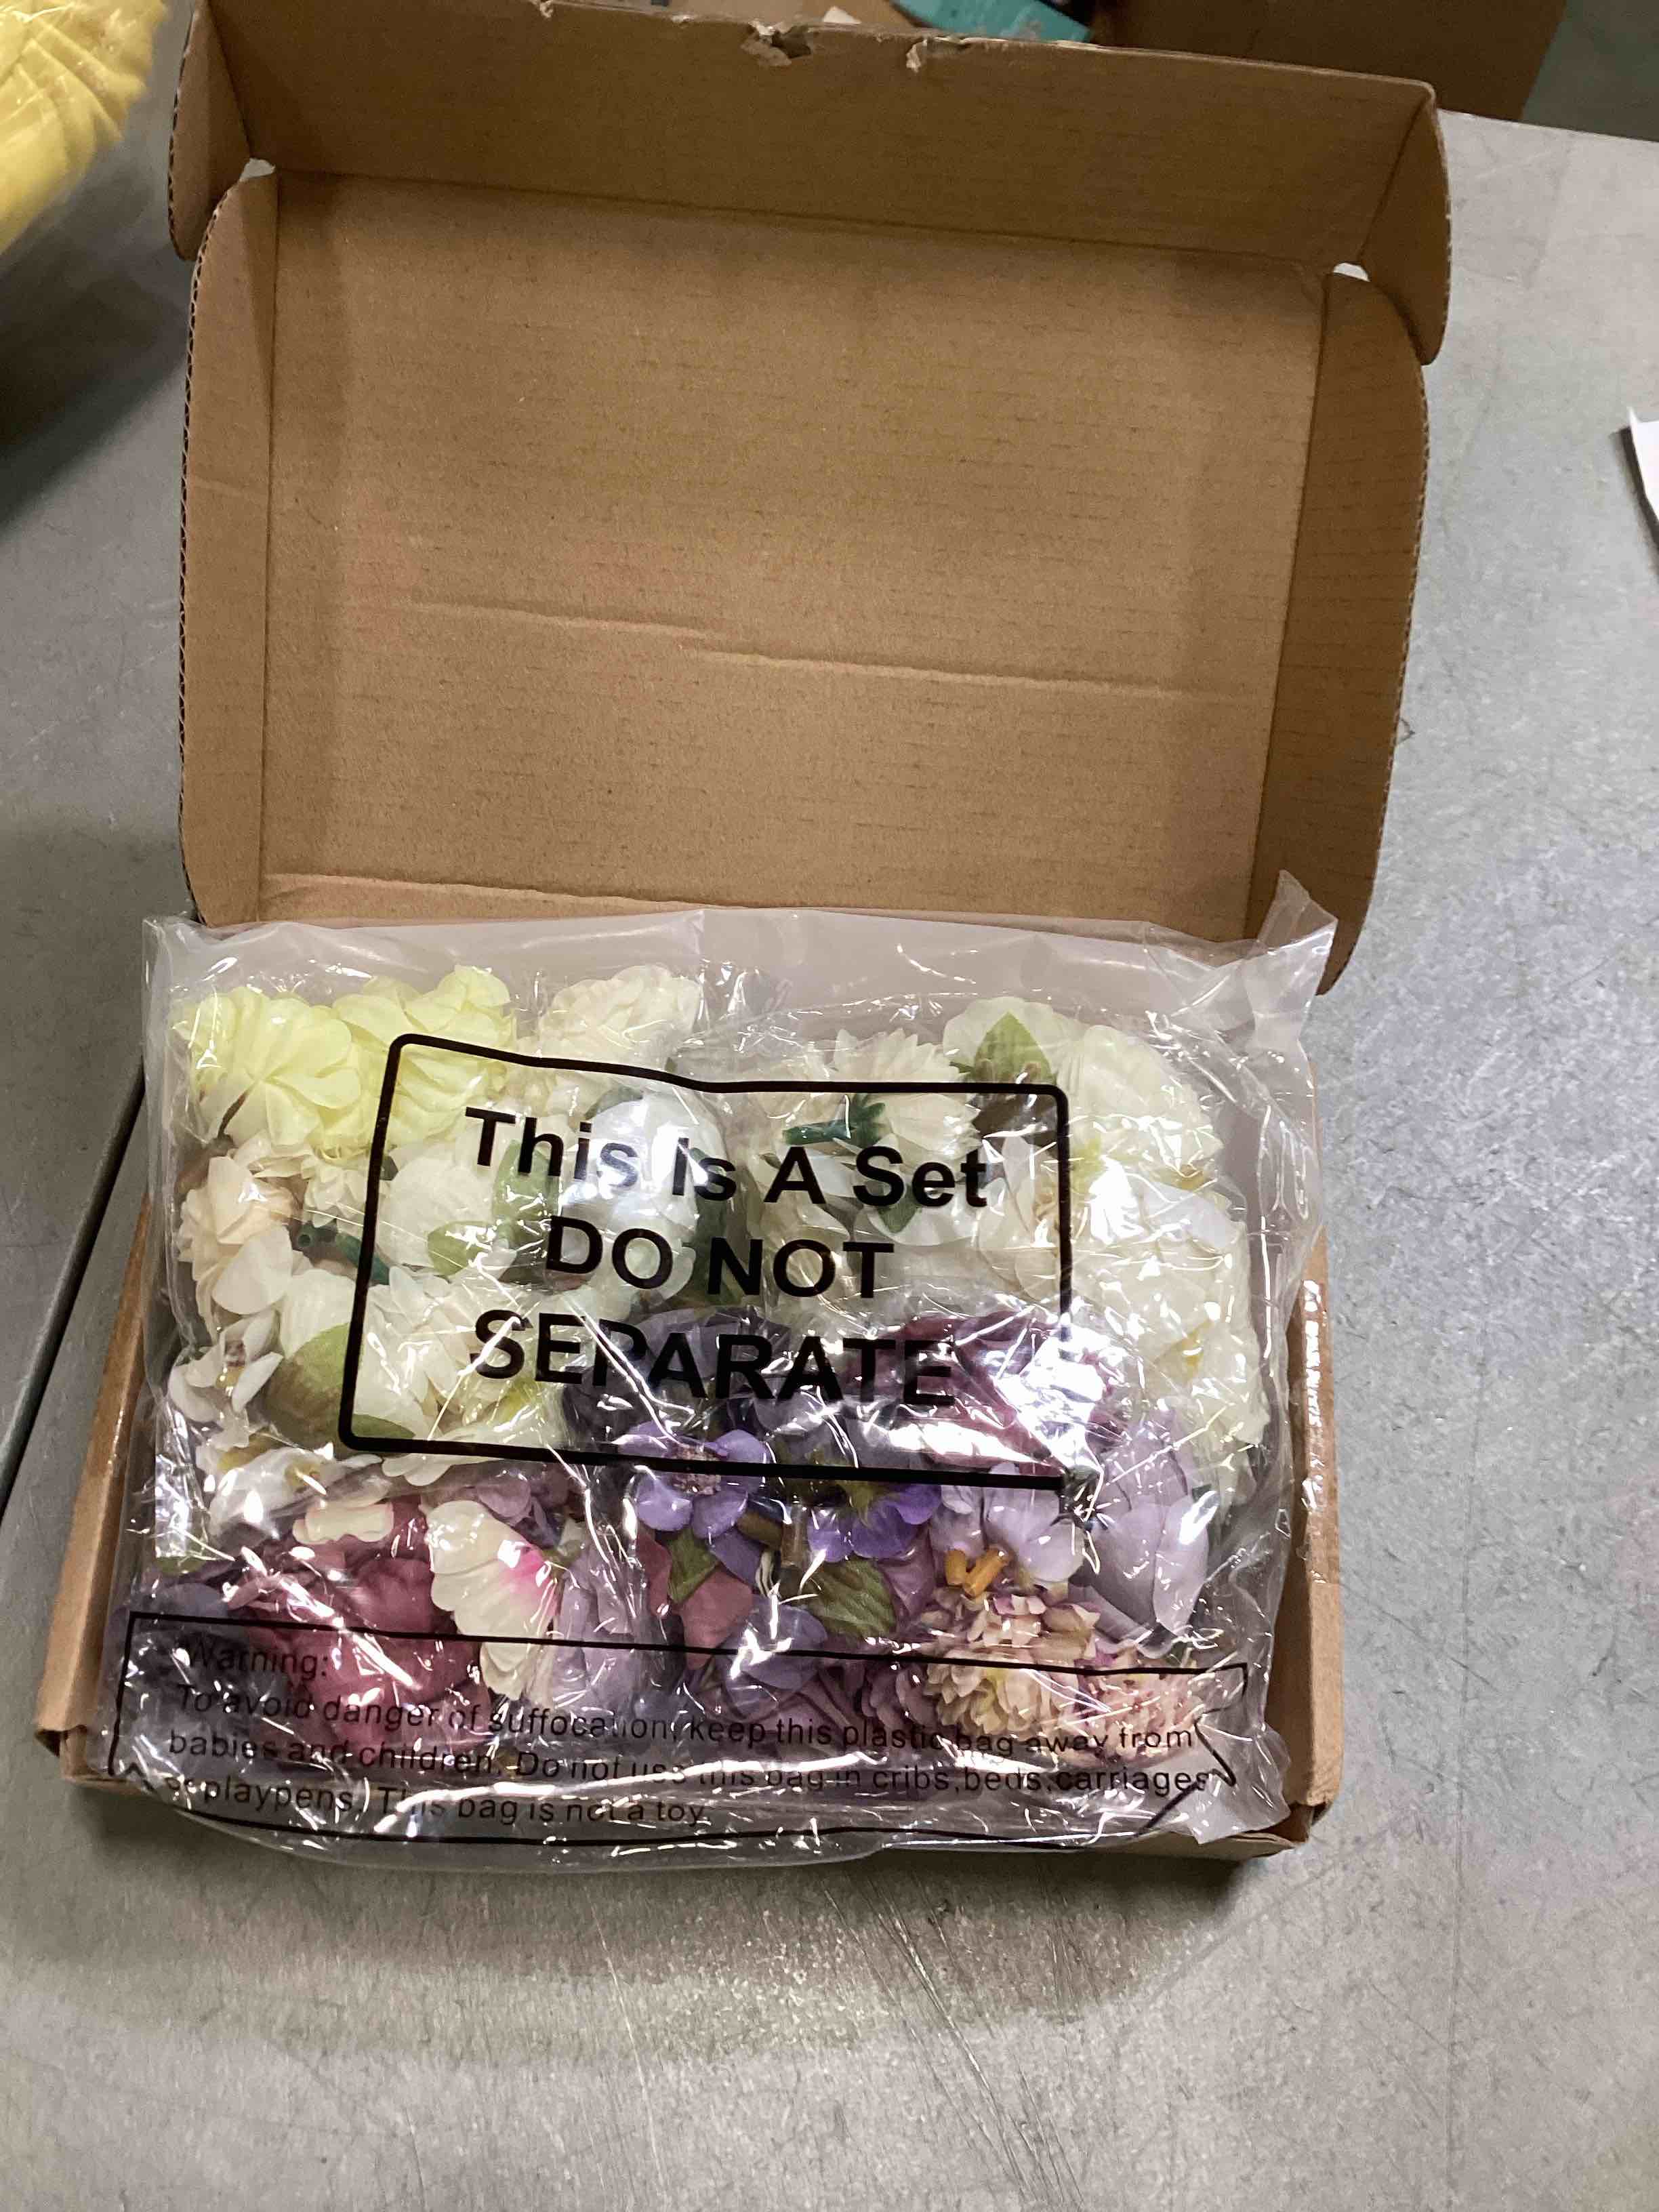 This Is A Set
DO NOT
SEPARATE
Warning:
To avoid danger of suffocation, keep this plastic bag away from
babies and children. Do not use this bag in cribs,beds,carriages
or playpens. This bag is not a toy.